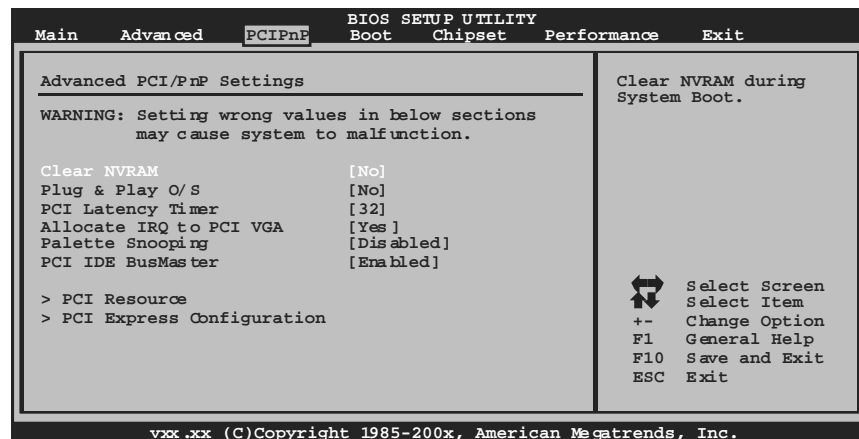 BIOS SETUP UTILITY
Main Advanced PCIPnP Boot Chipset Performance Exit
Advanced PCI/PnP Settings
WARNING: Setting wrong values in below sections
may cause system to malfunction.
Clear NVRAM [No]
Plug & Play O/S [No]
PCI Latency Timer [32]
Allocate IRQ to PCI VGA [Yes]
Palette Snooping [Disabled]
PCI IDE BusMaster [Enabled]
> PCI Resource
> PCI Express Configuration
Clear NVRAM during
System Boot.
Select Screen
Select Item
+- Change Option
F1 General Help
F10 Save and Exit
ESC Exit
vxx.xx (C)Copyright 1985-200x, American Megatrends, Inc.